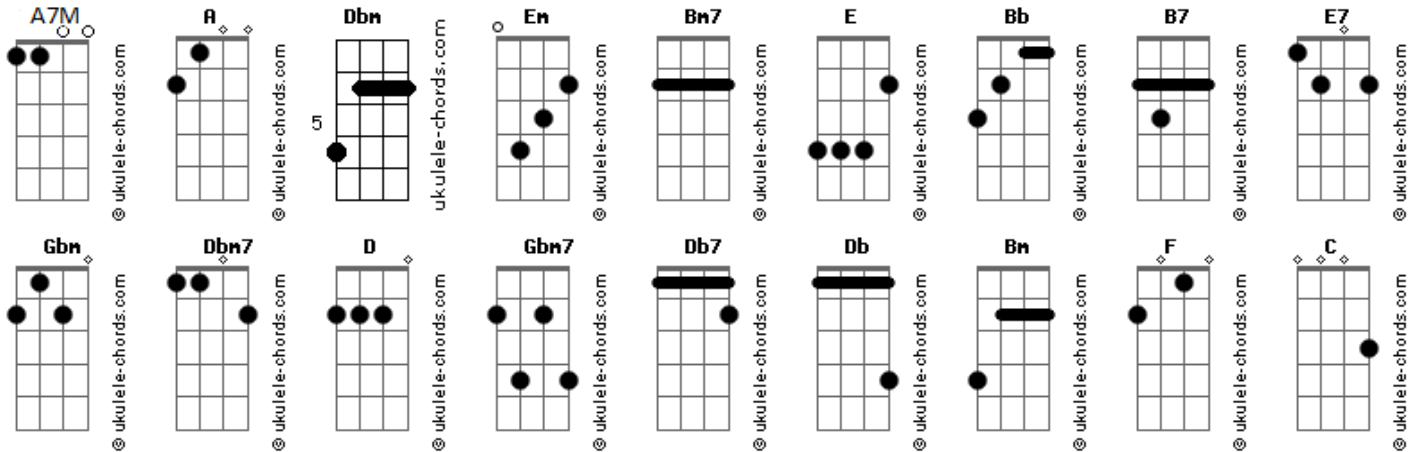 A7M A Dbm Em Bm7 E Bb B7 E7
5
© ukulele-chords.com © ukulele-chords.com ukulele-chords.com © ukulele-chords.com © ukulele-chords.com © ukulele-chords.com © ukulele-chords.com © ukulele-chords.com © ukulele-chords.com
Gbm Dbm7 D Gbm7 Db7 Db Bm F C
© ukulele-chords.com © ukulele-chords.com © ukulele-chords.com © ukulele-chords.com © ukulele-chords.com © ukulele-chords.com © ukulele-chords.com © ukulele-chords.com © ukulele-chords.com